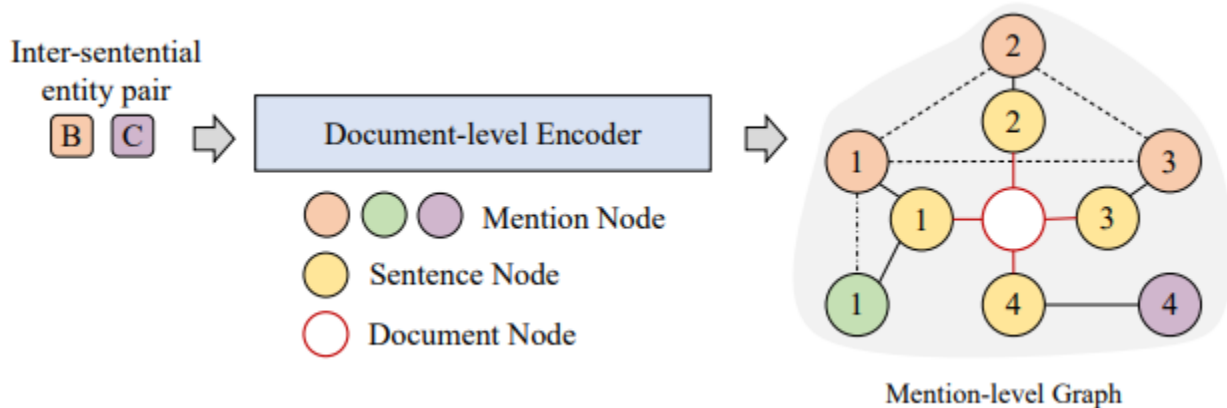 Inter-sentential
entity pair
B C
Document-level Encoder
Mention Node
Sentence Node
Document Node
2
2
1
3
1
3
1
4
4
Mention-level Graph